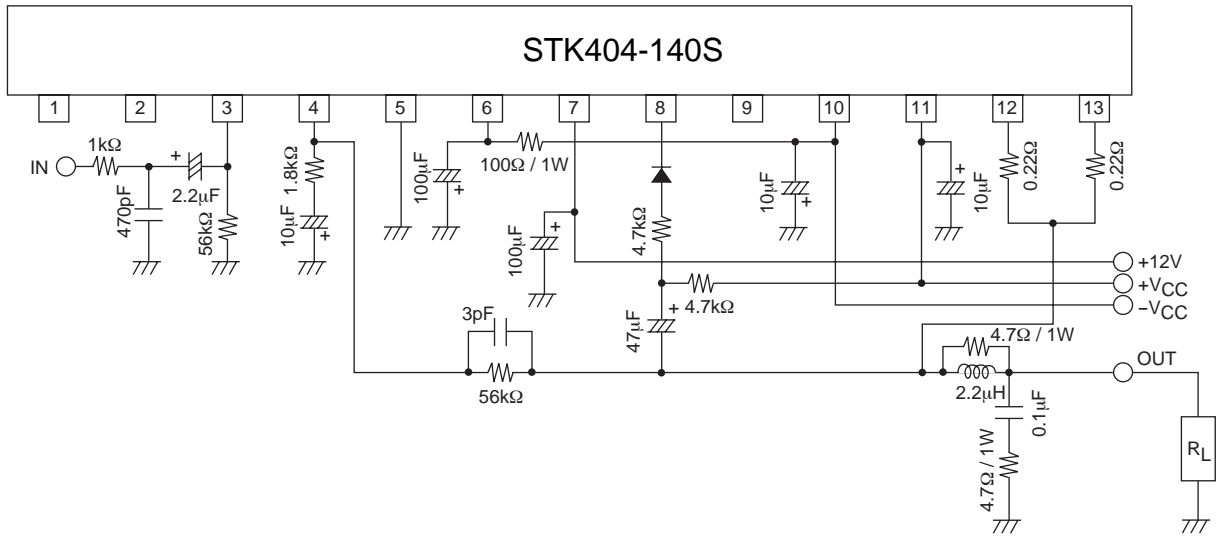 STK404-140S
1
2
3
4
5
6
7
8
9
10
11
12
13
IN
1kΩ
470pF
+
2.2µF
56kΩ
1.8kΩ
10µF
+
100µF
+
100Ω / 1W
100µF
+
4.7kΩ
10µF
+
+
10µF
0.22Ω
0.22Ω
+12V
+VCC
−VCC
+
4.7kΩ
47µF
3pF
56kΩ
4.7Ω / 1W
2.2µH
OUT
0.1µF
4.7Ω / 1W
RL